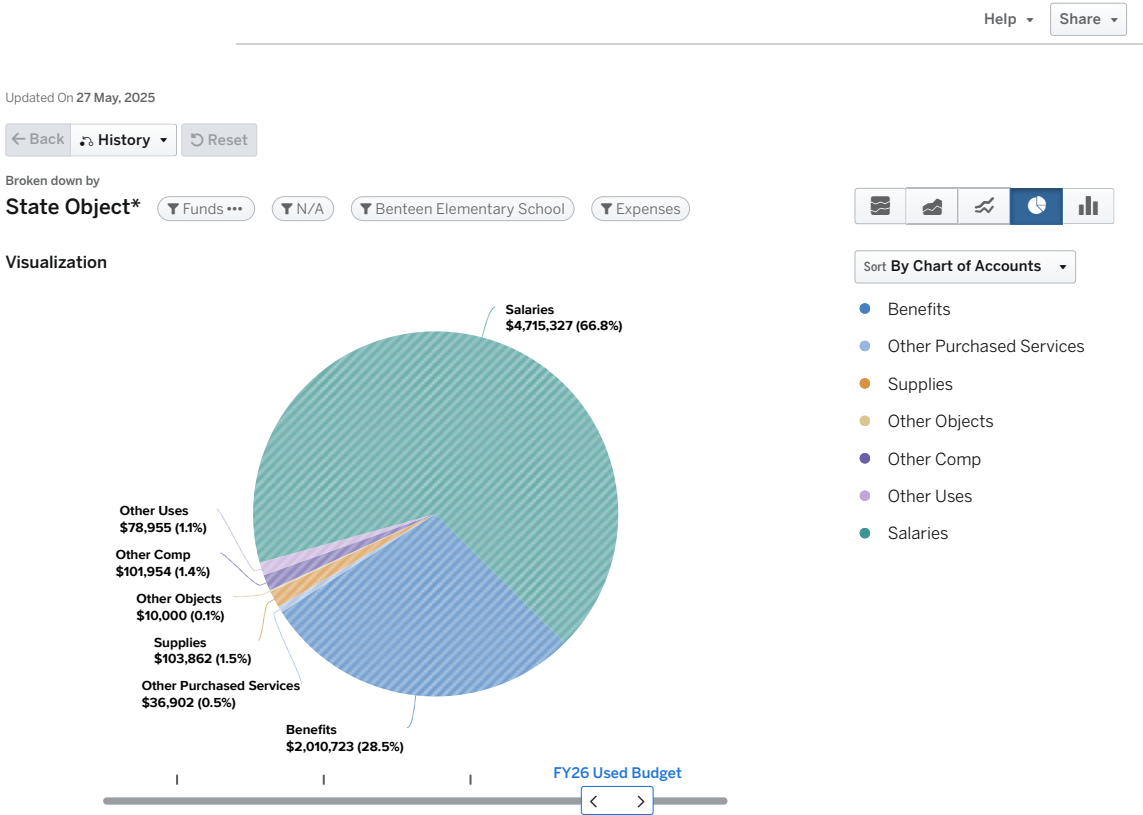 Help
Share
Updated On 27 May, 2025
Back
History
Reset
Broken down by
State Object*
Funds •••
N/A
Benteen Elementary School
Expenses
Visualization
Sort By Chart of Accounts
Benefits
Other Purchased Services
Supplies
Other Objects
Other Comp
Other Uses
Salaries
Salaries
$4,715,327 (66.8%)
Other Uses
$78,955 (1.1%)
Other Comp
$101,954 (1.4%)
Other Objects
$10,000 (0.1%)
Supplies
$103,862 (1.5%)
Other Purchased Services
$36,902 (0.5%)
Benefits
$2,010,723 (28.5%)
FY26 Used Budget